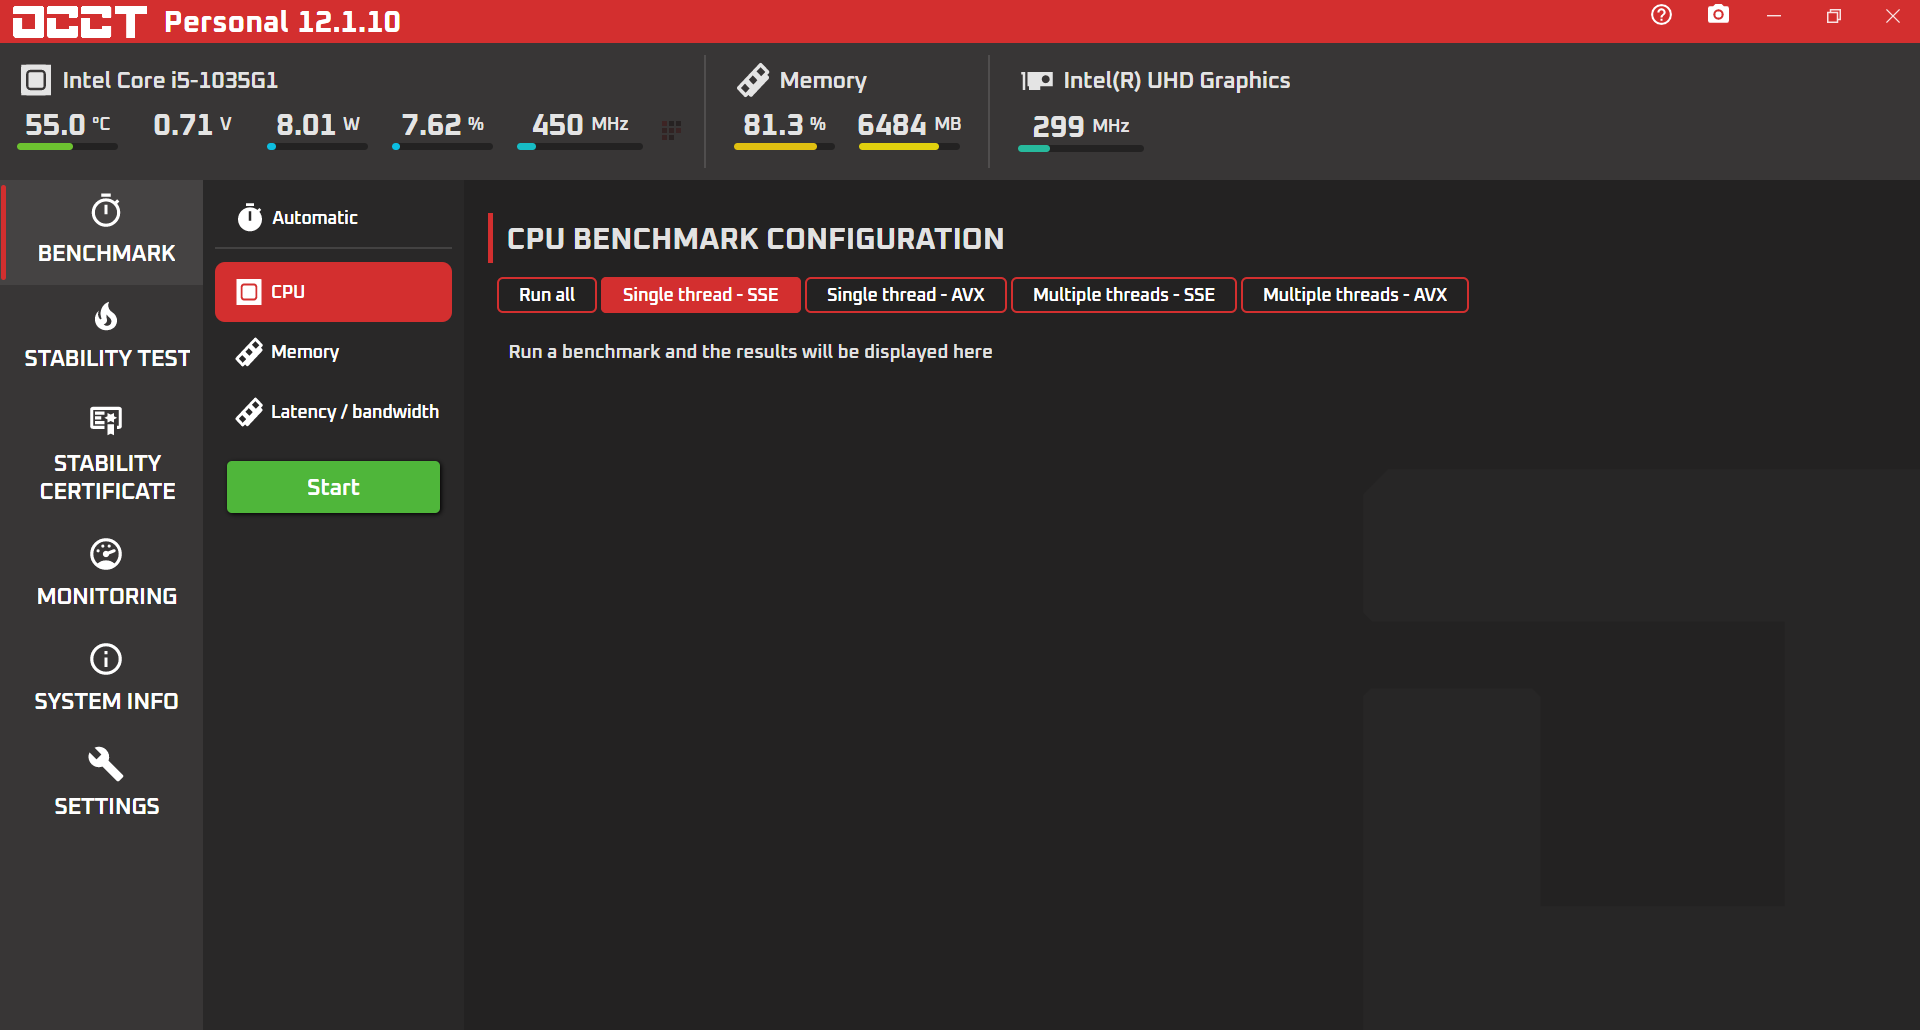 OCCT Personal 12.1.10
Intel Core i5-1035G1
55.0 °C 0.71 V 8.01 W 7.62 % 450 MHz
Memory
81.3 % 6484 MB
Intel(R) UHD Graphics
299 MHz
BENCHMARK
STABILITY TEST
STABILITY
CERTIFICATE
MONITORING
SYSTEM INFO
SETTINGS
Automatic
CPU
Memory
Latency / bandwidth
Start
CPU BENCHMARK CONFIGURATION
Run all Single thread - SSE Single thread - AVX Multiple threads - SSE Multiple threads - AVX
Run a benchmark and the results will be displayed here